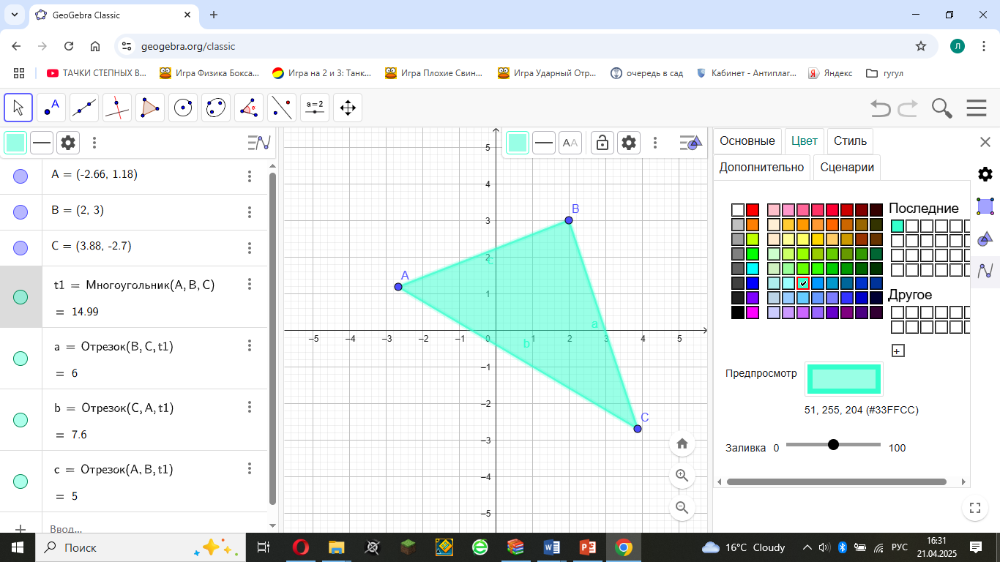 GeoGebra Classic
geogebra.org/classic
Л
ТАЧКИ СТЕПНЫХ В...
Игра Физика Бокса...
Игра на 2 и 3: Танк...
Игра Плохие Свин...
Игра Ударный Отр...
очередь в сад
Кабинет - Антиплаг...
Яндекс
гугул
A
a=2
AA
A = (-2.66, 1.18)
B = (2, 3)
C = (3.88, -2.7)
t1 = Многоугольник(A, B, C)
= 14.99
a = Отрезок(B, C, t1)
= 6
b = Отрезок(C, A, t1)
= 7.6
c = Отрезок(A, B, t1)
= 5
Ввод...
5
4
3
2
1
–5 –4 –3 –2 –1 0 1 2 3 4 5
–1
–2
–3
–4
–5
A
B
C
c
a
b
Основные
Цвет
Стиль
Дополнительно
Сценарии
Последние
Другое
+
Предпросмотр
51, 255, 204 (#33FFCC)
Заливка 0 100
Поиск
16°C Cloudy
РУС
16:31
21.04.2025